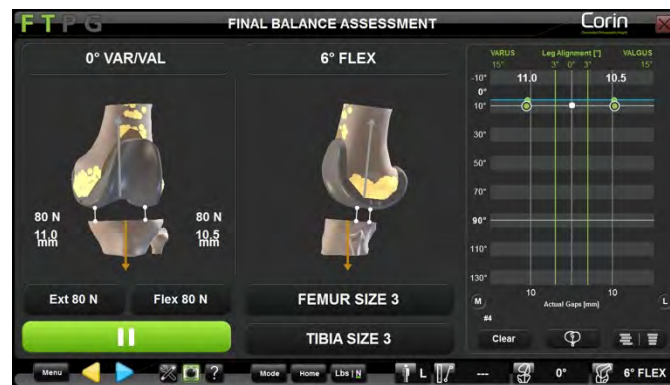 F T P G
FINAL BALANCE ASSESSMENT
Corin
0° VAR/VAL
6° FLEX
80 N
11.0
mm
80 N
10.5
mm
Ext 80 N
Flex 80 N
FEMUR SIZE 3
TIBIA SIZE 3
VARUS
Leg Alignment [°]
VALGUS
15°
3°
0°
3°
15°
-10°
11.0
10.5
0°
10°
30°
50°
70°
90°
110°
130°
M
10
Actual Gaps [mm]
10
L
#4
Clear
Menu
?
Mode
Home
Lbs | N
L
---
0°
6° FLEX